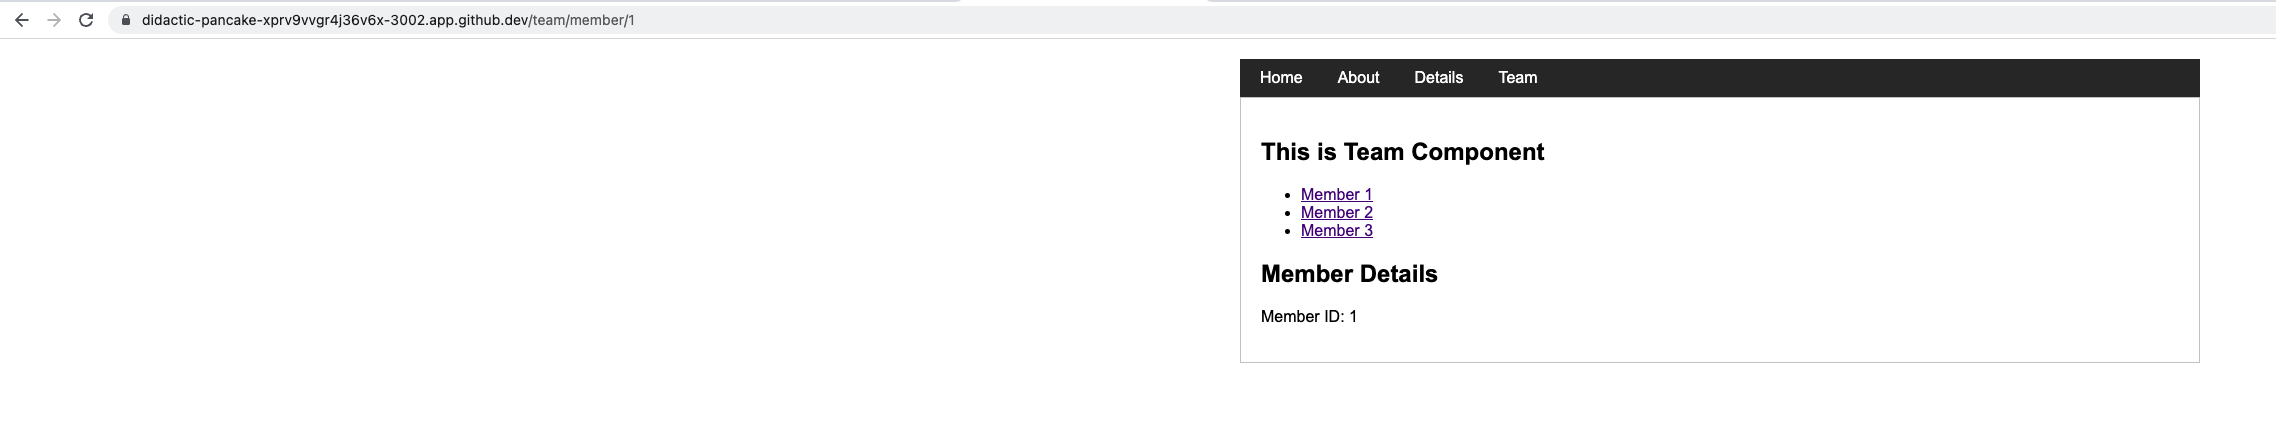 didactic-pancake-xprv9vvgr4j36v6x-3002.app.github.dev/team/member/1
Home About Details Team
This is Team Component
Member 1
Member 2
Member 3
Member Details
Member ID: 1